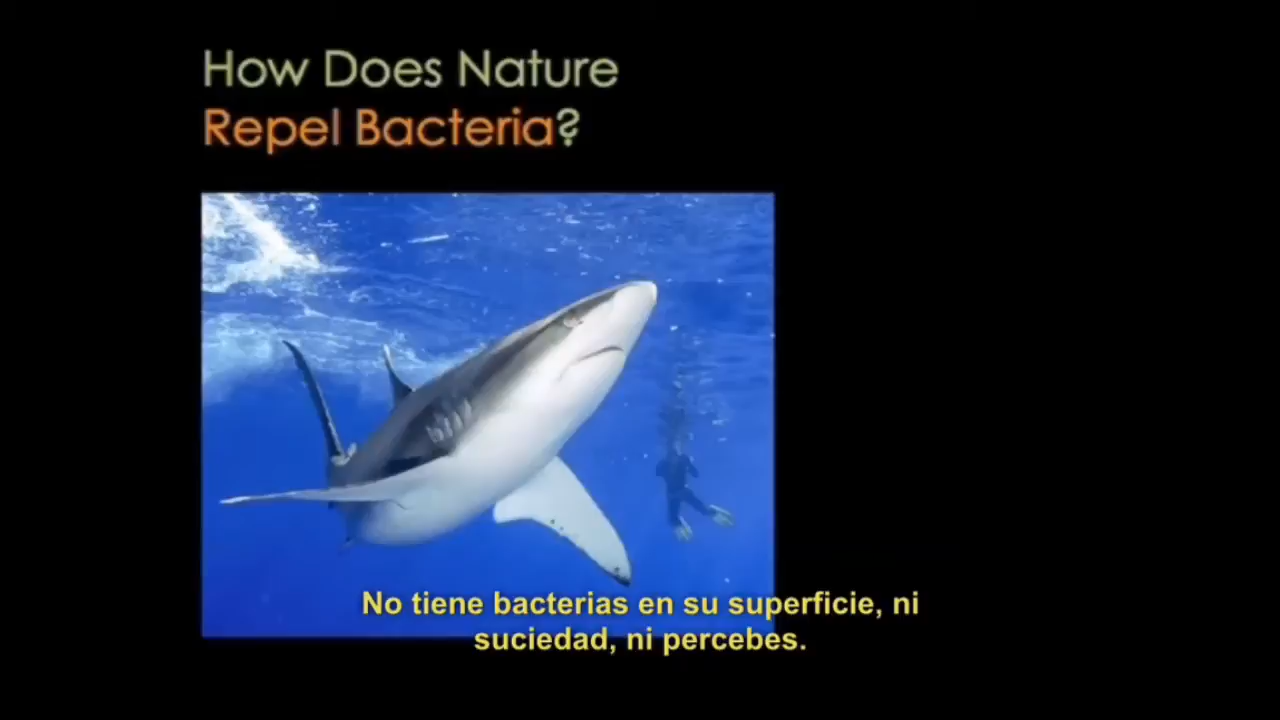 How Does Nature
Repel Bacteria?
No tiene bacterias en su superficie, ni
suciedad, ni percebes.